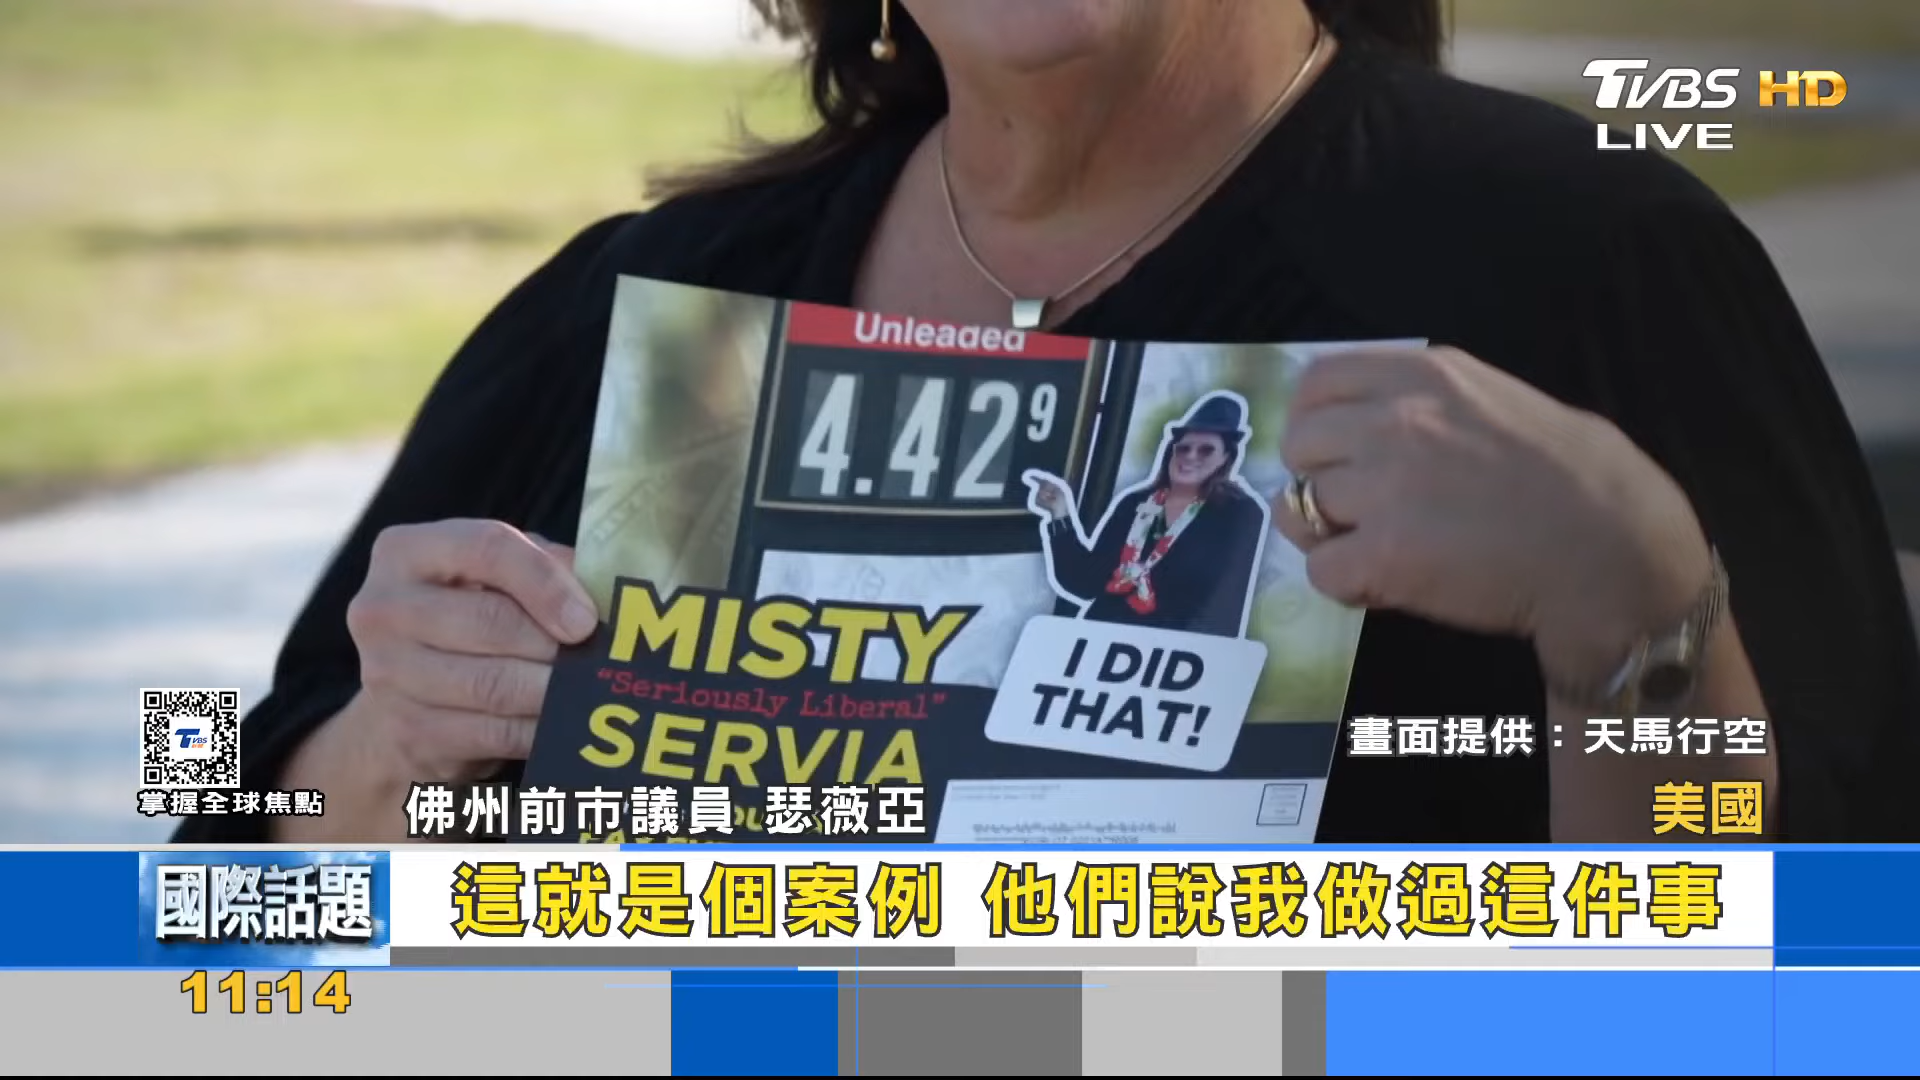 TVBS HD
LIVE
Unleaded
4.42⁹
MISTY
"Seriously Liberal"
SERVIA
I DID
THAT!
畫面提供：天馬行空
TVBS
掌握全球焦點
佛州前市議員 瑟薇亞
美國
國際話題
這就是個案例 他們說我做過這件事
11:14